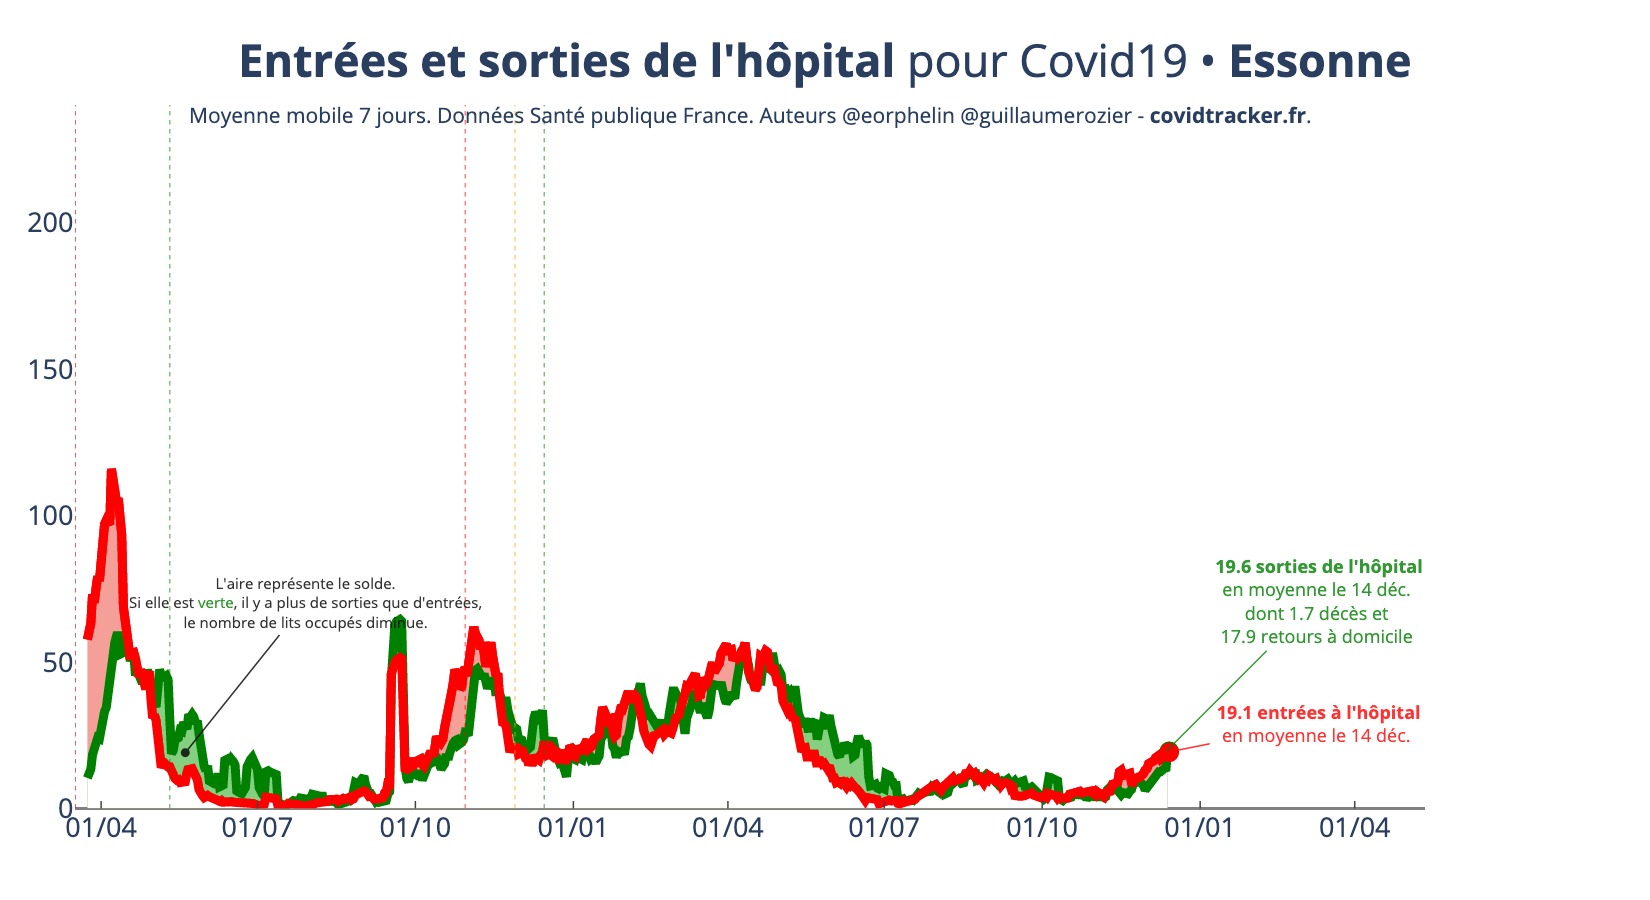 Entrées et sorties de l'hôpital pour Covid19 • Essonne
Moyenne mobile 7 jours. Données Santé publique France. Auteurs @eorphelin @guillaumerozier - covidtracker.fr.
200
150
100
50
0
L'aire représente le solde.
Si elle est verte, il y a plus de sorties que d'entrées,
le nombre de lits occupés diminue.
19.6 sorties de l'hôpital
en moyenne le 14 déc.
dont 1.7 décès et
17.9 retours à domicile
19.1 entrées à l'hôpital
en moyenne le 14 déc.
01/04 01/07 01/10 01/01 01/04 01/07 01/10 01/01 01/04